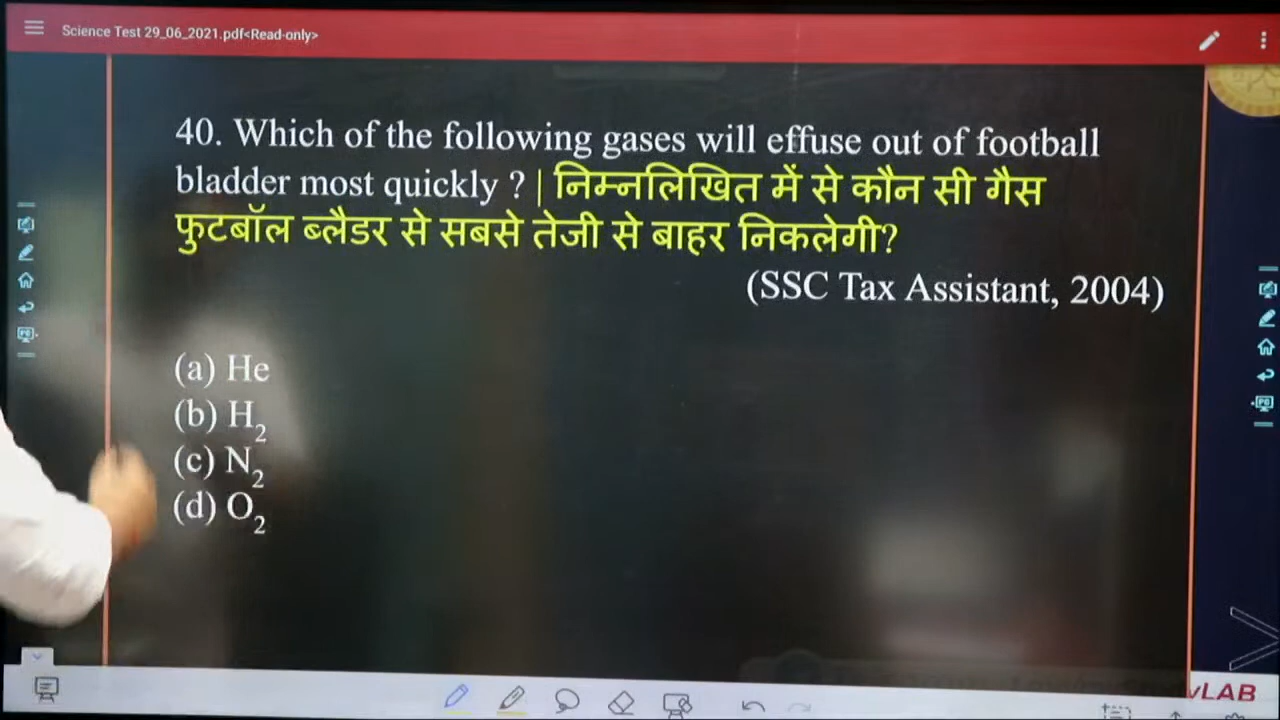 Science Test 29_06_2021.pdf<Read-only>
40. Which of the following gases will effuse out of football
bladder most quickly ? | निम्नलिखित में से कौन सी गैस
फुटबॉल ब्लैडर से सबसे तेजी से बाहर निकलेगी?
(SSC Tax Assistant, 2004)
(a) He
(b) H₂
(c) N₂
(d) O₂
vLAB